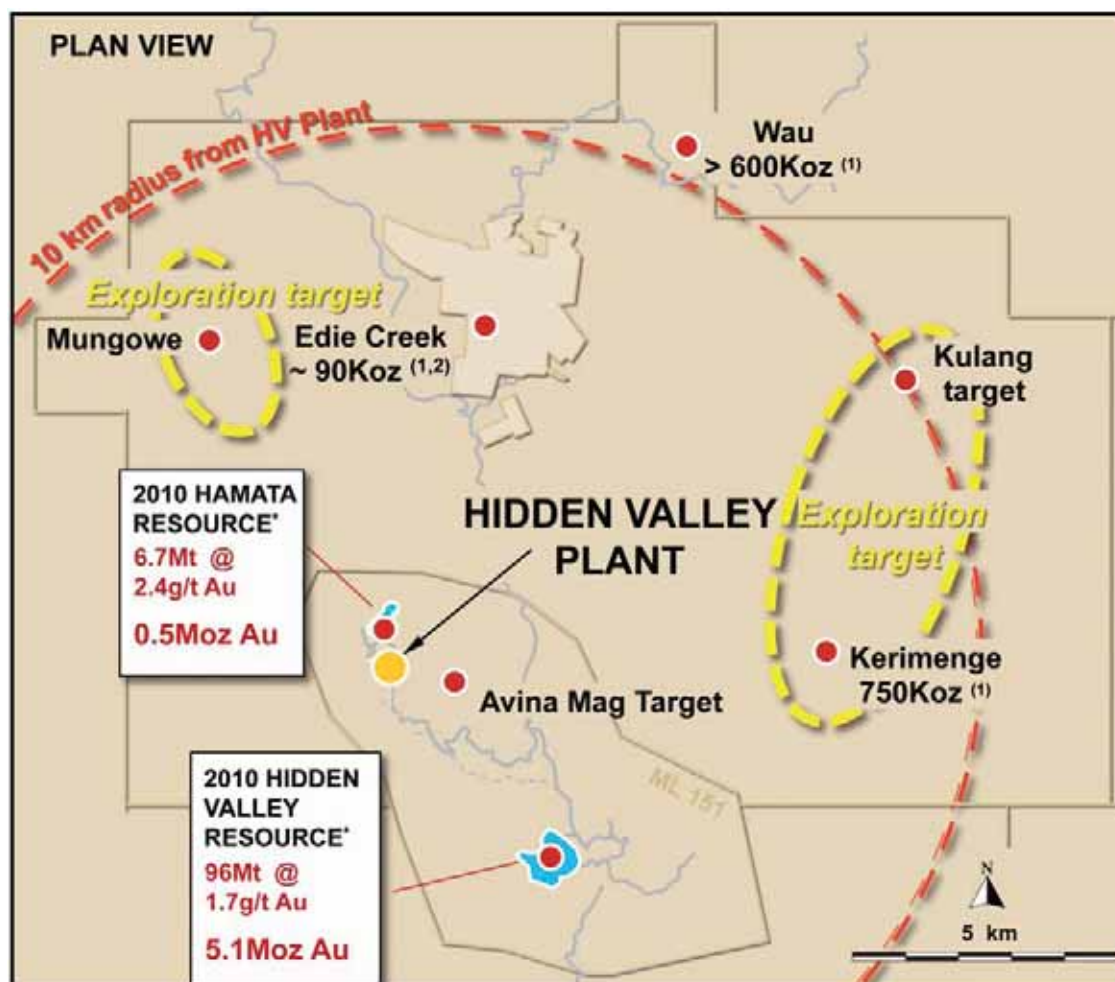 PLAN VIEW
10 km radius from HV Plant
Wau
> 600Koz (1)
Exploration target
Mungowe
Edie Creek
~ 90Koz (1,2)
Kulang
target
2010 HAMATA
RESOURCE*
6.7Mt @
2.4g/t Au
0.5Moz Au
HIDDEN VALLEY
PLANT
Exploration
target
Kerimenge
750Koz (1)
Avina Mag Target
ML 151
2010 HIDDEN
VALLEY
RESOURCE*
96Mt @
1.7g/t Au
5.1Moz Au
N
5 km